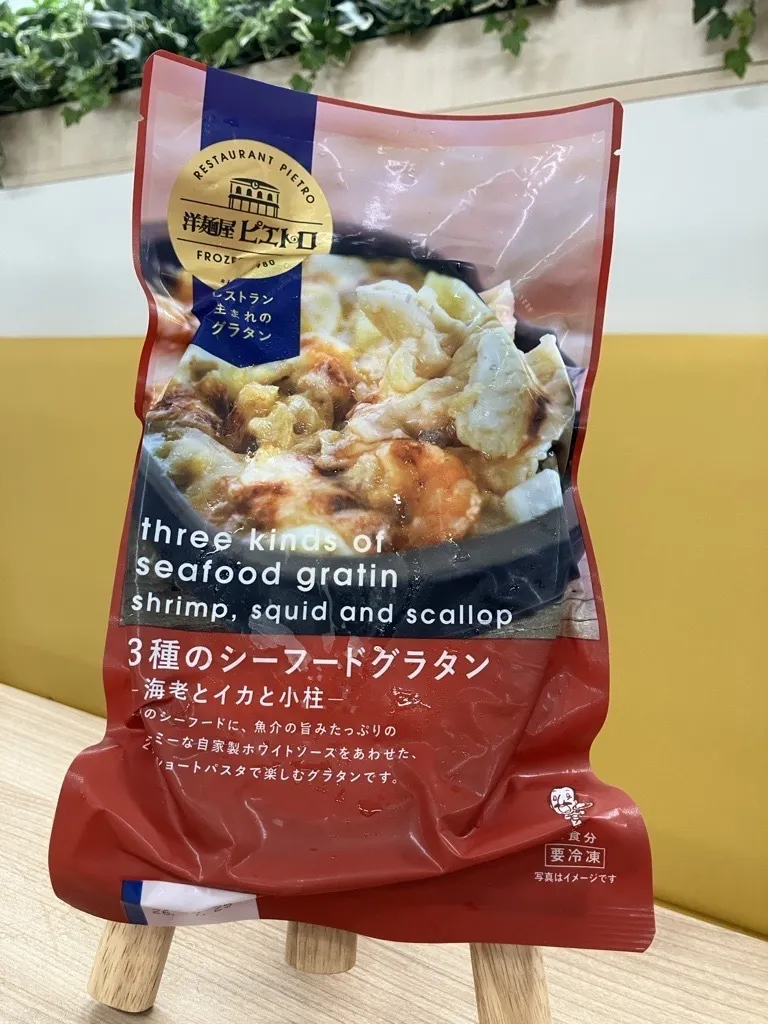 RESTAURANT PIETRO
洋麺屋 ピエトロ
レストラン
生まれの
グラタン
three kinds of
seafood gratin
shrimp, squid and scallop
3種のシーフードグラタン
海老とイカと小柱
のシーフードに、魚介の旨みたっぷりの
ミーな自家製ホワイトソースをあわせた、
ショートパスタで楽しむグラタンです。
食分
要冷凍
写真はイメージです